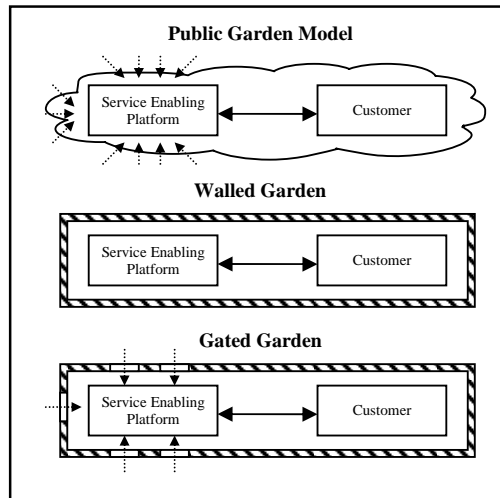 Public Garden Model
Service Enabling
Platform
Customer
Walled Garden
Service Enabling
Platform
Customer
Gated Garden
Service Enabling
Platform
Customer